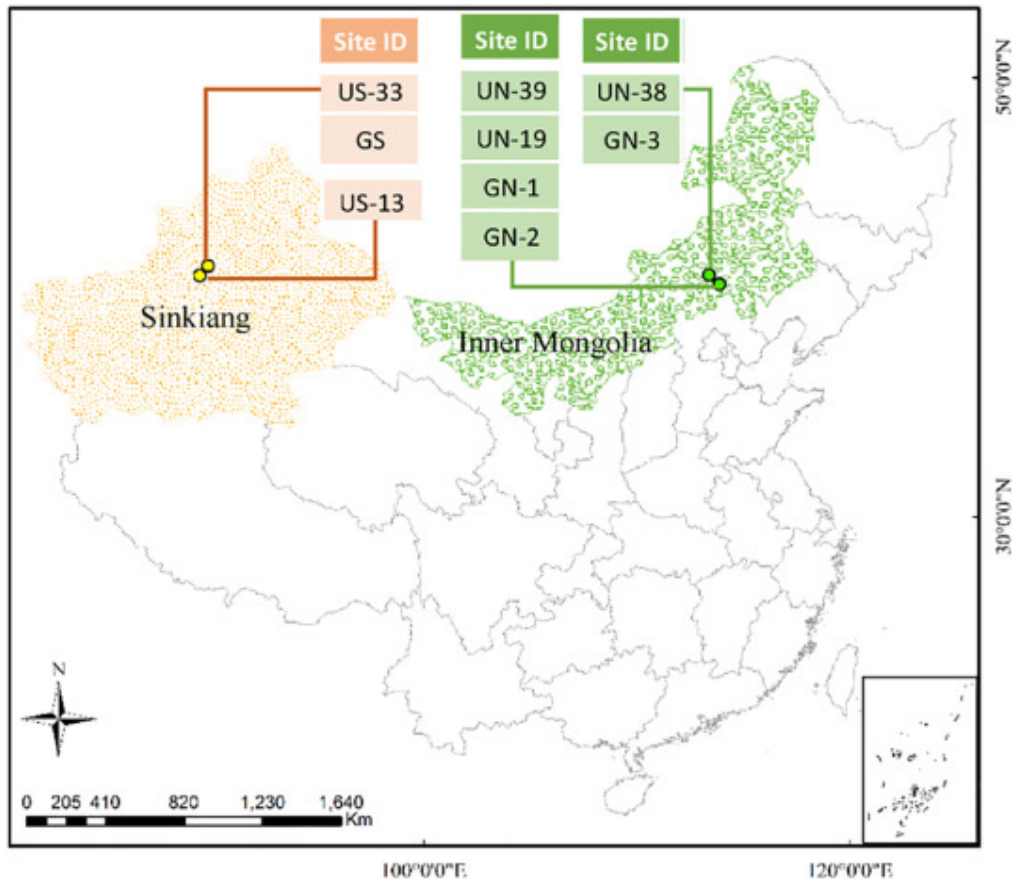 Site ID
US-33
GS
US-13
Site ID
UN-39
UN-19
GN-1
GN-2
Site ID
UN-38
GN-3
Sinkiang
Inner Mongolia
50°0'0"N
30°0'0"N
N
0 205 410 820 1,230 1,640
Km
100°0'0"E
120°0'0"E